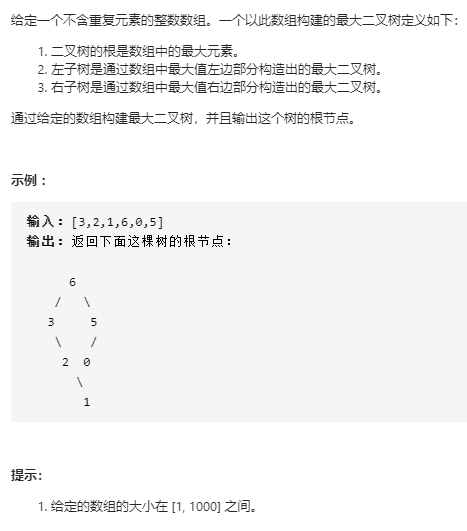 给定一个不含重复元素的整数数组。一个以此数组构建的最大二叉树定义如下：
1. 二叉树的根是数组中的最大元素。
2. 左子树是通过数组中最大值左边部分构造出的最大二叉树。
3. 右子树是通过数组中最大值右边部分构造出的最大二叉树。
通过给定的数组构建最大二叉树，并且输出这个树的根节点。
示例 ：
输入：[3,2,1,6,0,5]
输出：返回下面这棵树的根节点：
6
/ \
3 5
\ /
2 0
\
1
提示：
1. 给定的数组的大小在 [1, 1000] 之间。